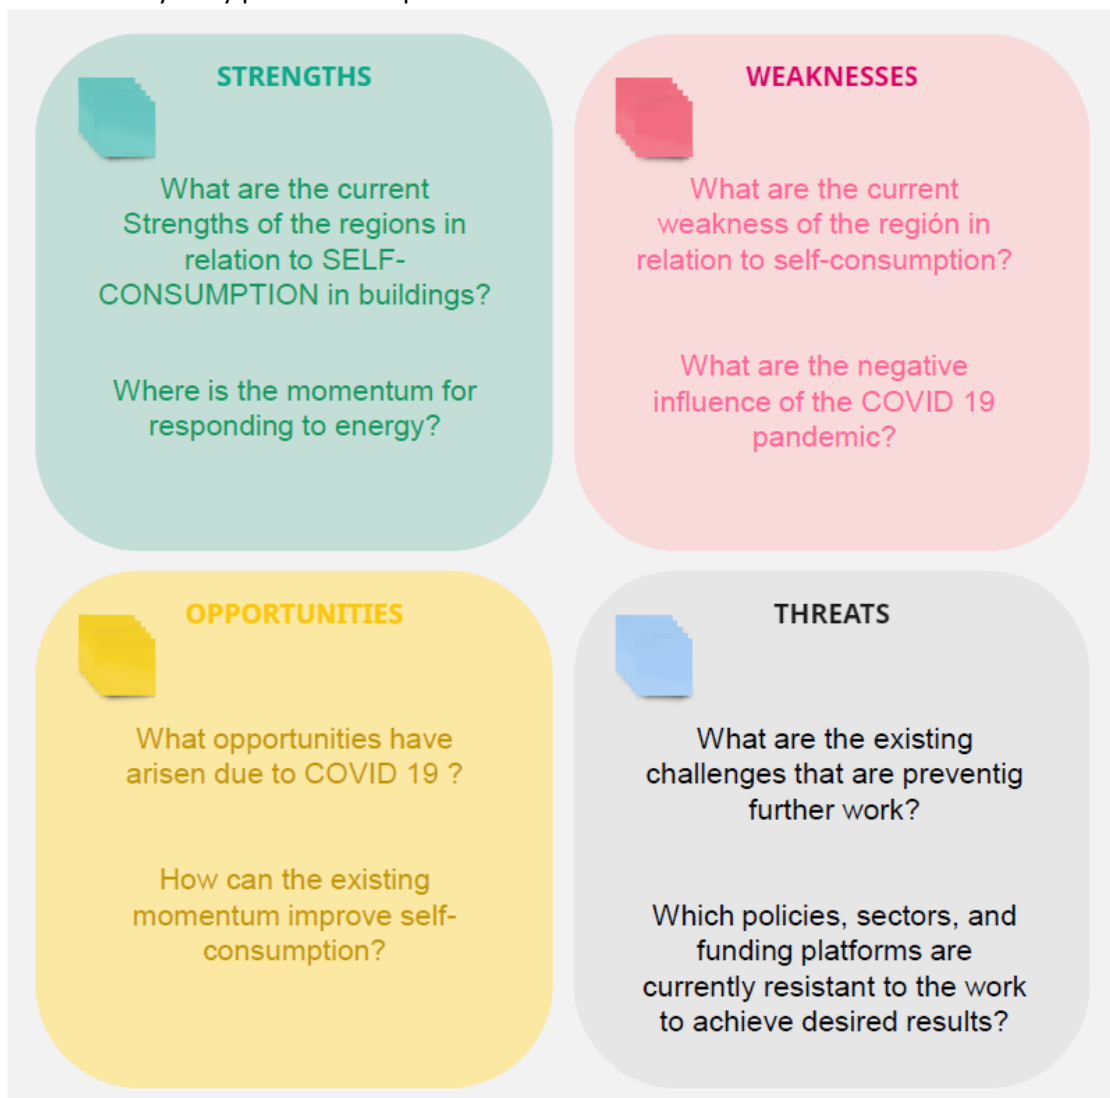 STRENGTHS
What are the current
Strengths of the regions in
relation to SELF-
CONSUMPTION in buildings?
Where is the momentum for
responding to energy?
WEAKNESSES
What are the current
weakness of the región in
relation to self-consumption?
What are the negative
influence of the COVID 19
pandemic?
OPPORTUNITIES
What opportunities have
arisen due to COVID 19 ?
How can the existing
momentum improve self-
consumption?
THREATS
What are the existing
challenges that are preventig
further work?
Which policies, sectors, and
funding platforms are
currently resistant to the work
to achieve desired results?